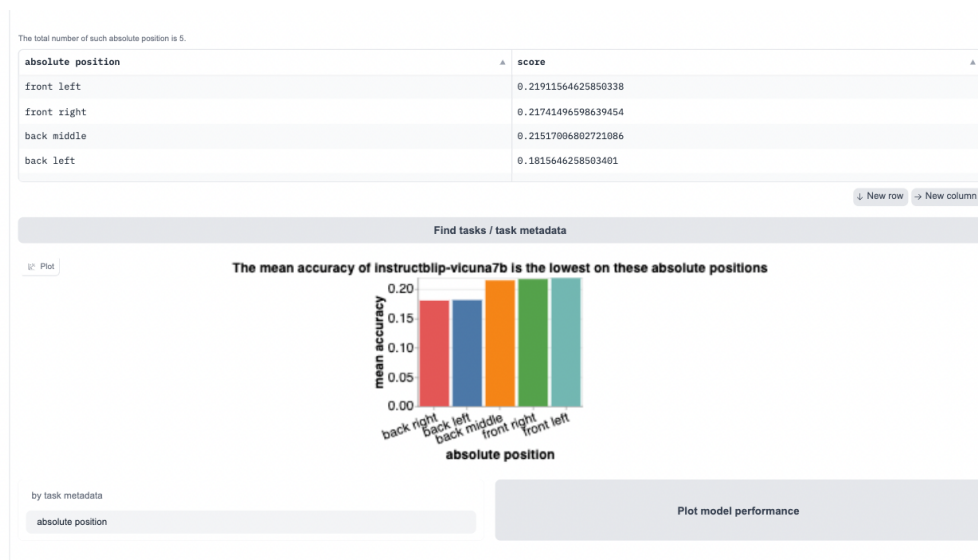 The total number of such absolute position is 5.
absolute position ▲ score ▲
front left 0.21911564625850338
front right 0.21741496598639454
back middle 0.21517006802721086
back left 0.1815646258503401
↓ New row → New column
Find tasks / task metadata
Plot
The mean accuracy of instructblip-vicuna7b is the lowest on these absolute positions
mean accuracy
0.20
0.15
0.10
0.05
0.00
back right back left back middle front right front left
absolute position
by task metadata
absolute position
Plot model performance